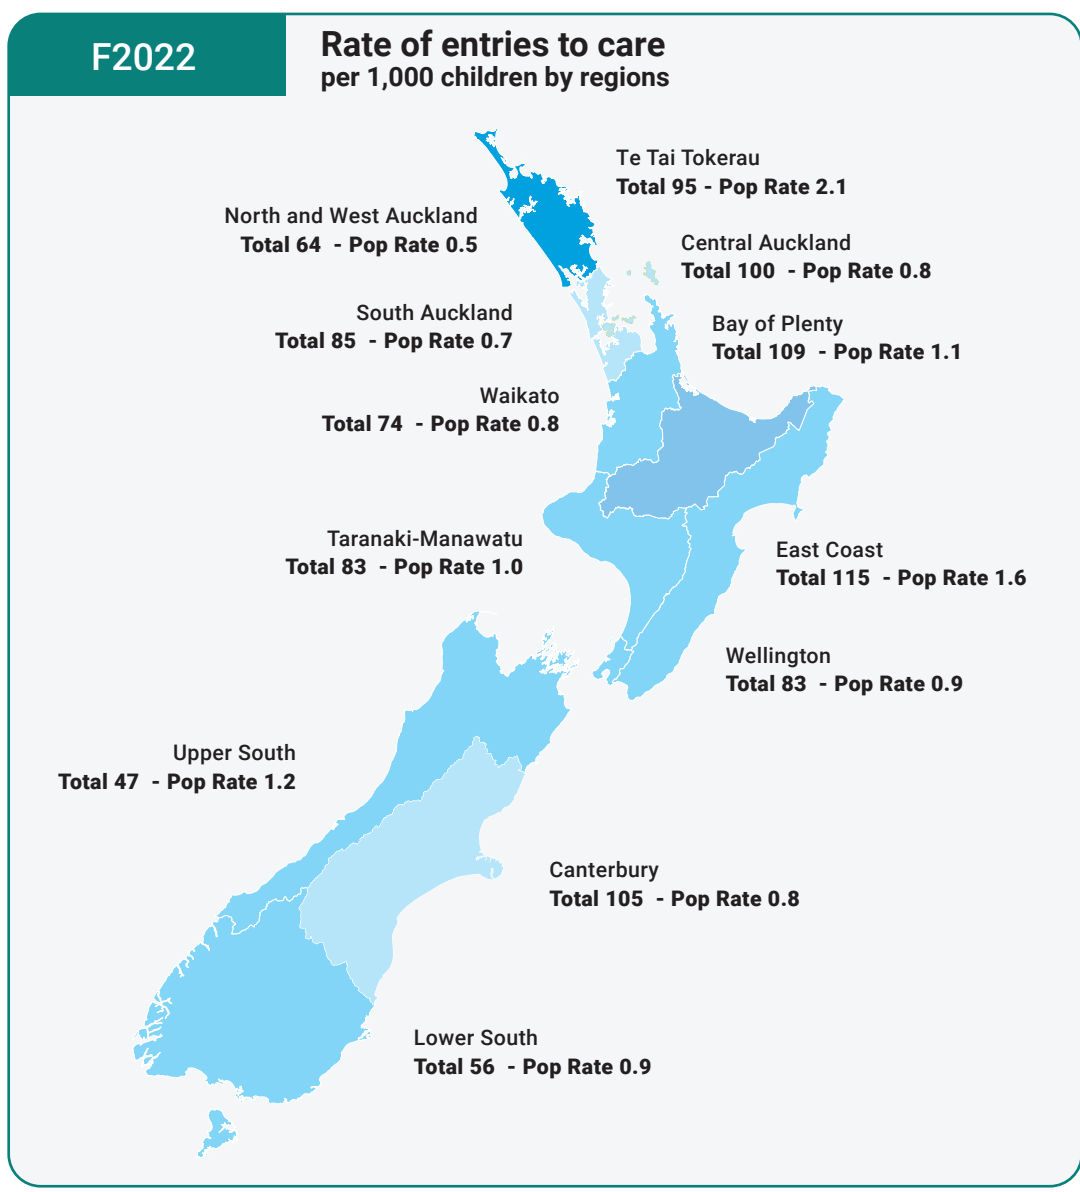 F2022
Rate of entries to care
per 1,000 children by regions
Te Tai Tokerau
Total 95 - Pop Rate 2.1
North and West Auckland
Total 64 - Pop Rate 0.5
Central Auckland
Total 100 - Pop Rate 0.8
South Auckland
Total 85 - Pop Rate 0.7
Bay of Plenty
Total 109 - Pop Rate 1.1
Waikato
Total 74 - Pop Rate 0.8
Taranaki-Manawatu
Total 83 - Pop Rate 1.0
East Coast
Total 115 - Pop Rate 1.6
Wellington
Total 83 - Pop Rate 0.9
Upper South
Total 47 - Pop Rate 1.2
Canterbury
Total 105 - Pop Rate 0.8
Lower South
Total 56 - Pop Rate 0.9